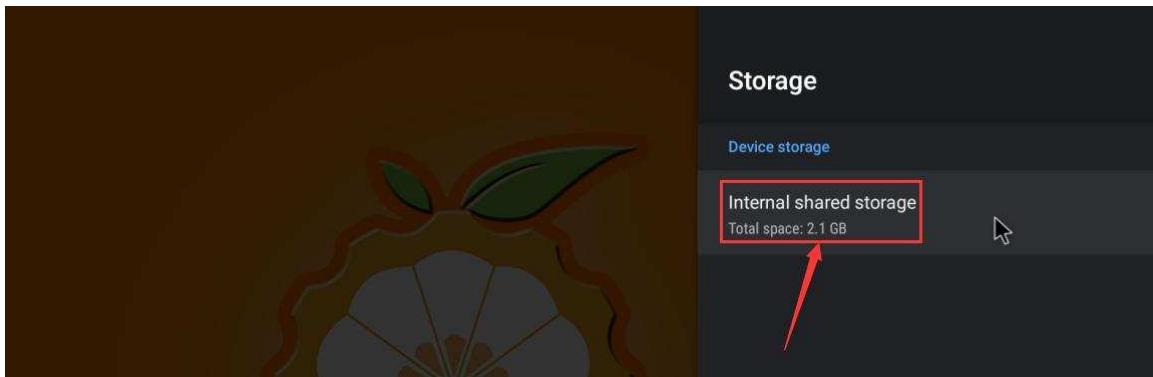 Storage
Device storage
Internal shared storage
Total space: 2.1 GB